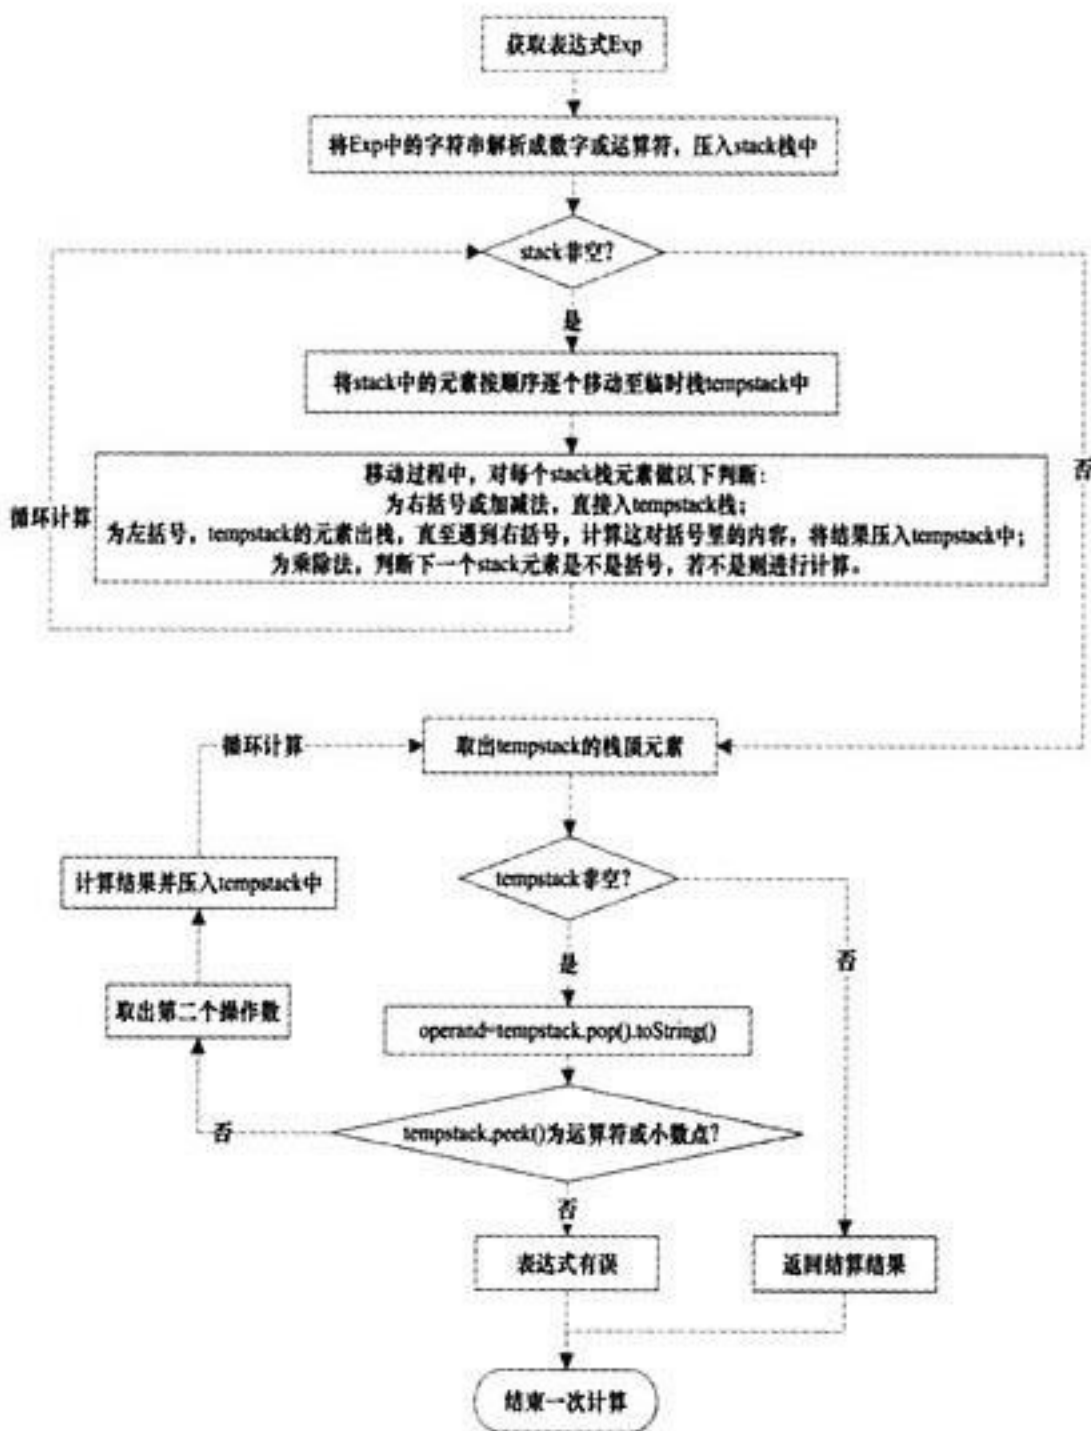 获取表达式Exp
将Exp中的字符串解析成数字或运算符，压入stack栈中
stack非空？
是
将stack中的元素按顺序逐个移动至临时栈tempstack中
否
移动过程中，对每个stack栈元素做以下判断：
为右括号或加减法，直接入tempstack栈；
循环计算
为左括号，tempstack的元素出栈，直至遇到右括号，计算这对括号里的内容，将结果压入tempstack中；
为乘除法，判断下一个stack元素是不是括号，若不是则进行计算。
循环计算
取出tempstack的栈顶元素
计算结果并压入tempstack中
tempstack非空？
是
否
取出第二个操作数
operand=tempstack.pop().toString()
否
tempstack.peek()为运算符或小数点？
否
表达式有误
返回结算结果
结束一次计算